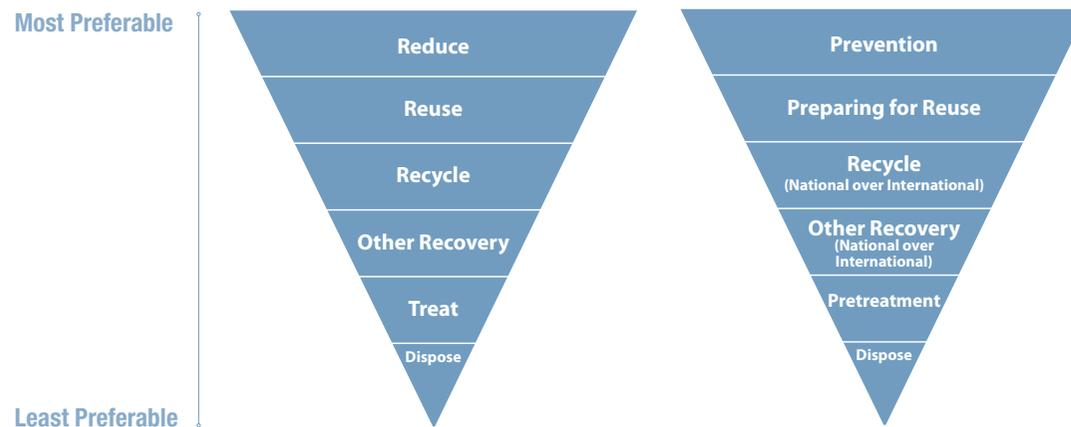 Most Preferable
Reduce
Reuse
Recycle
Other Recovery
Treat
Dispose
Least Preferable
Prevention
Preparing for Reuse
Recycle
(National over International)
Other Recovery
(National over
International)
Pretreatment
Dispose